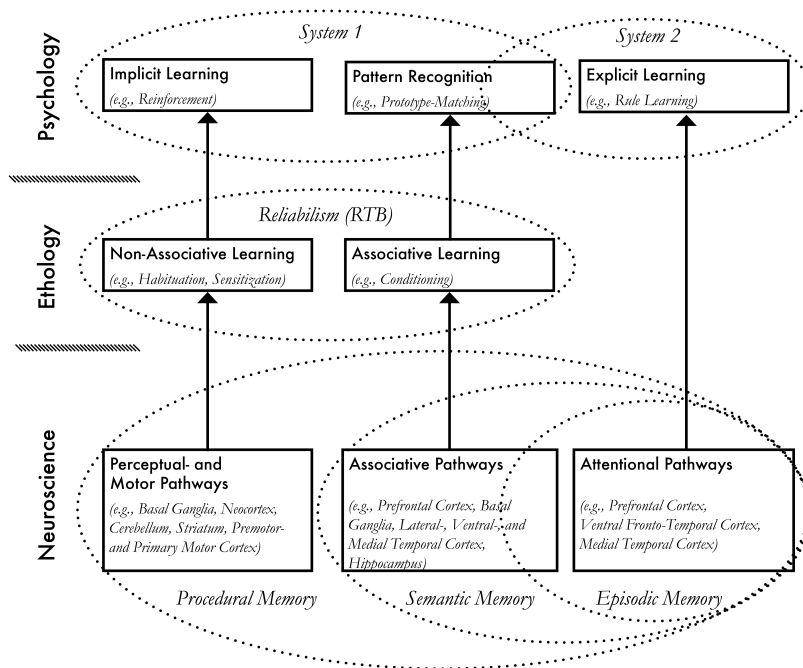 System 1
System 2
Psychology
Implicit Learning
(e.g., Reinforcement)
Pattern Recognition
(e.g., Prototype-Matching)
Explicit Learning
(e.g., Rule Learning)
Reliabilism (RTB)
Ethology
Non-Associative Learning
(e.g., Habituation, Sensitization)
Associative Learning
(e.g., Conditioning)
Neuroscience
Perceptual- and
Motor Pathways
(e.g., Basal Ganglia, Neocortex,
Cerebellum, Striatum, Premotor-
and Primary Motor Cortex)
Associative Pathways
(e.g., Prefrontal Cortex, Basal
Ganglia, Lateral-, Ventral-, and
Medial Temporal Cortex,
Hippocampus)
Attentional Pathways
(e.g., Prefrontal Cortex,
Ventral Fronto-Temporal Cortex,
Medial Temporal Cortex)
Procedural Memory
Semantic Memory
Episodic Memory